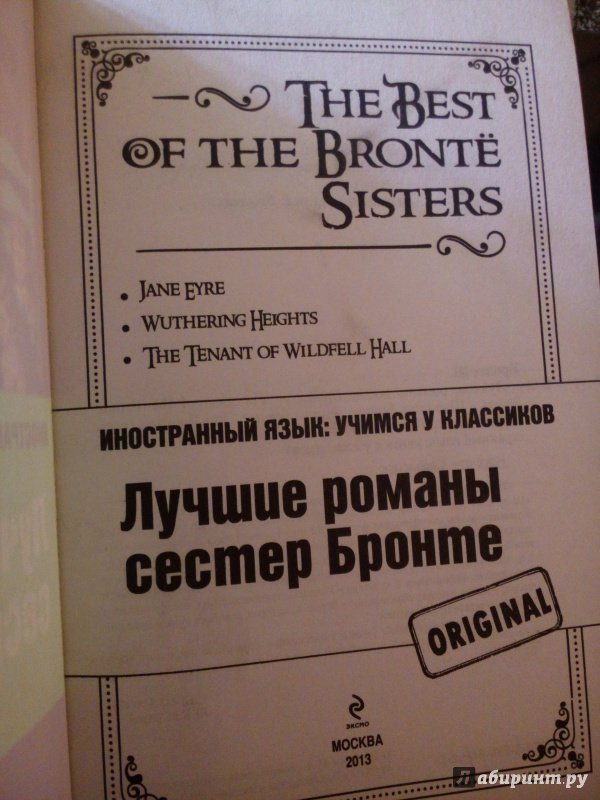 THE BEST
OF THE BRONTË
SISTERS
• JANE EYRE
• WUTHERING HEIGHTS
• THE TENANT OF WILDFELL HALL
ИНОСТРАННЫЙ ЯЗЫК: УЧИМСЯ У КЛАССИКОВ
Лучшие романы
сестер Бронте
ORIGINAL
ЭКСМО
МОСКВА
2013
Лабиринт.ру